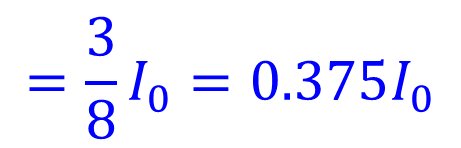 = 3/8 I₀ = 0.375I₀